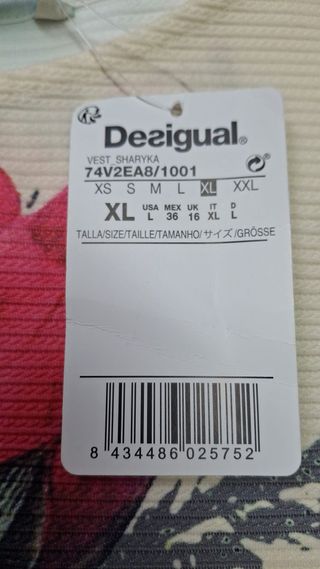 Desigual®
VEST_SHARYKA
74V2EA8/1001
XS S M L XL XXL
XL USA L MEX 36 UK 16 IT XL D L
TALLA/SIZE/TAILLE/TAMANHO/サイズ/GRÖSSE
8 434486 025752